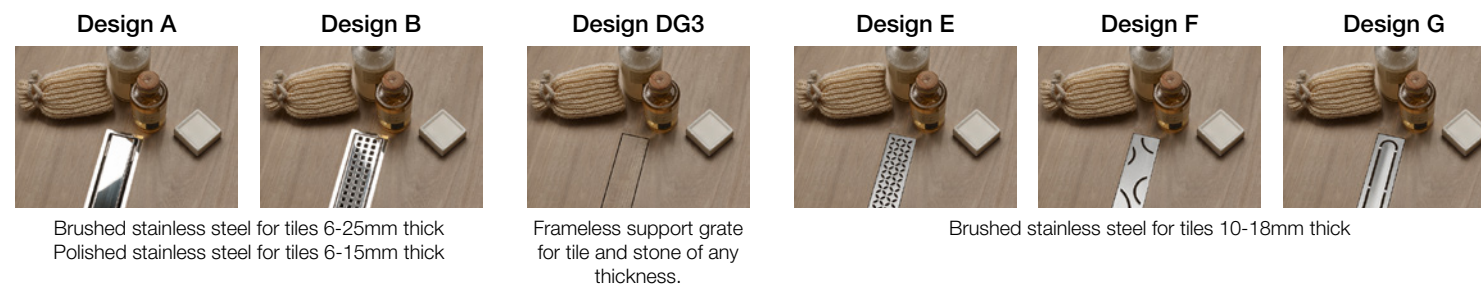 Design A
Design B
Design DG3
Design E
Design F
Design G
Brushed stainless steel for tiles 6-25mm thick
Polished stainless steel for tiles 6-15mm thick
Frameless support grate
for tile and stone of any
thickness.
Brushed stainless steel for tiles 10-18mm thick